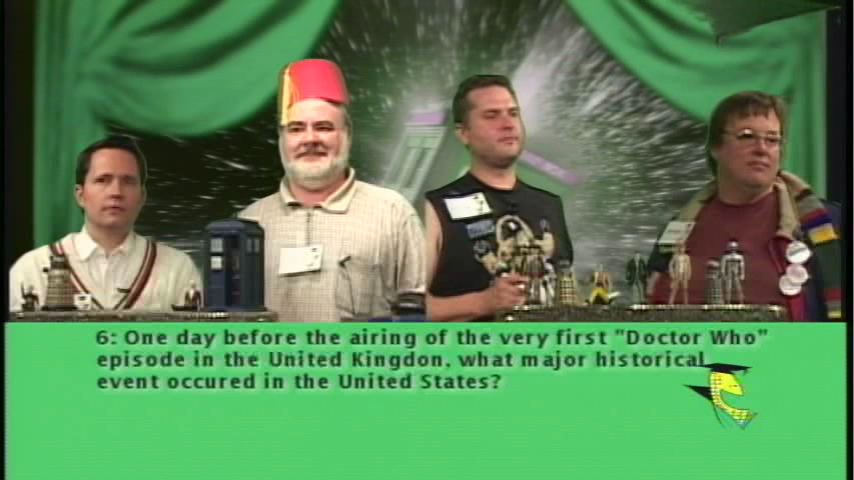 6: One day before the airing of the very first "Doctor Who"
episode in the United Kingdon, what major historical
event occured in the United States?